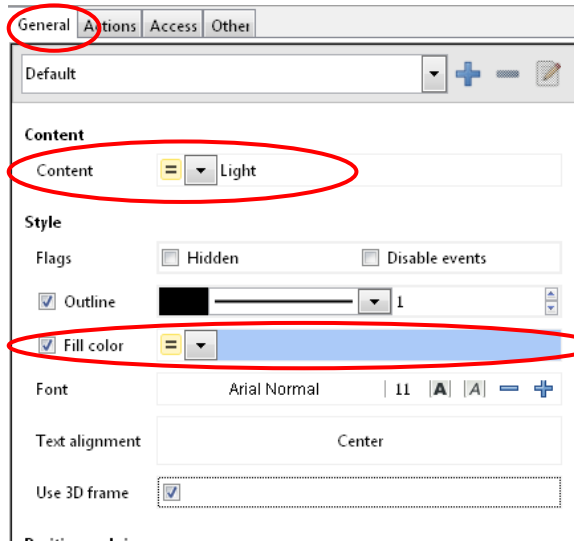 General Actions Access Other
Default
Content
Content = Light
Style
Flags Hidden Disable events
Outline 1
Fill color =
Font Arial Normal 11 A A
Text alignment Center
Use 3D frame